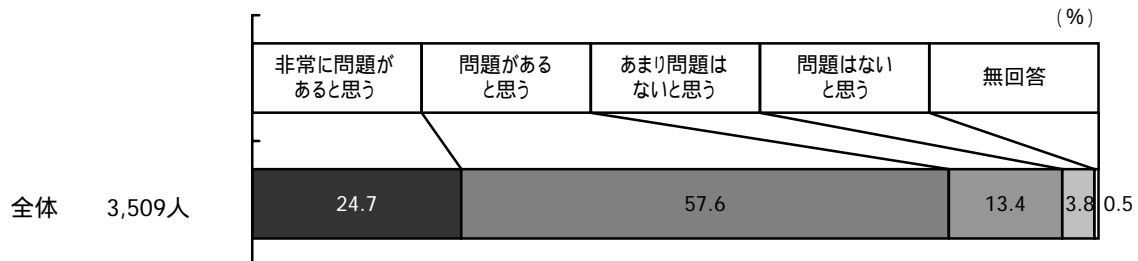 (%)
非常に問題が
あると思う
問題がある
と思う
あまり問題は
ないと思う
問題はない
と思う
無回答
全体 3,509人
24.7
57.6
13.4
3.8
0.5